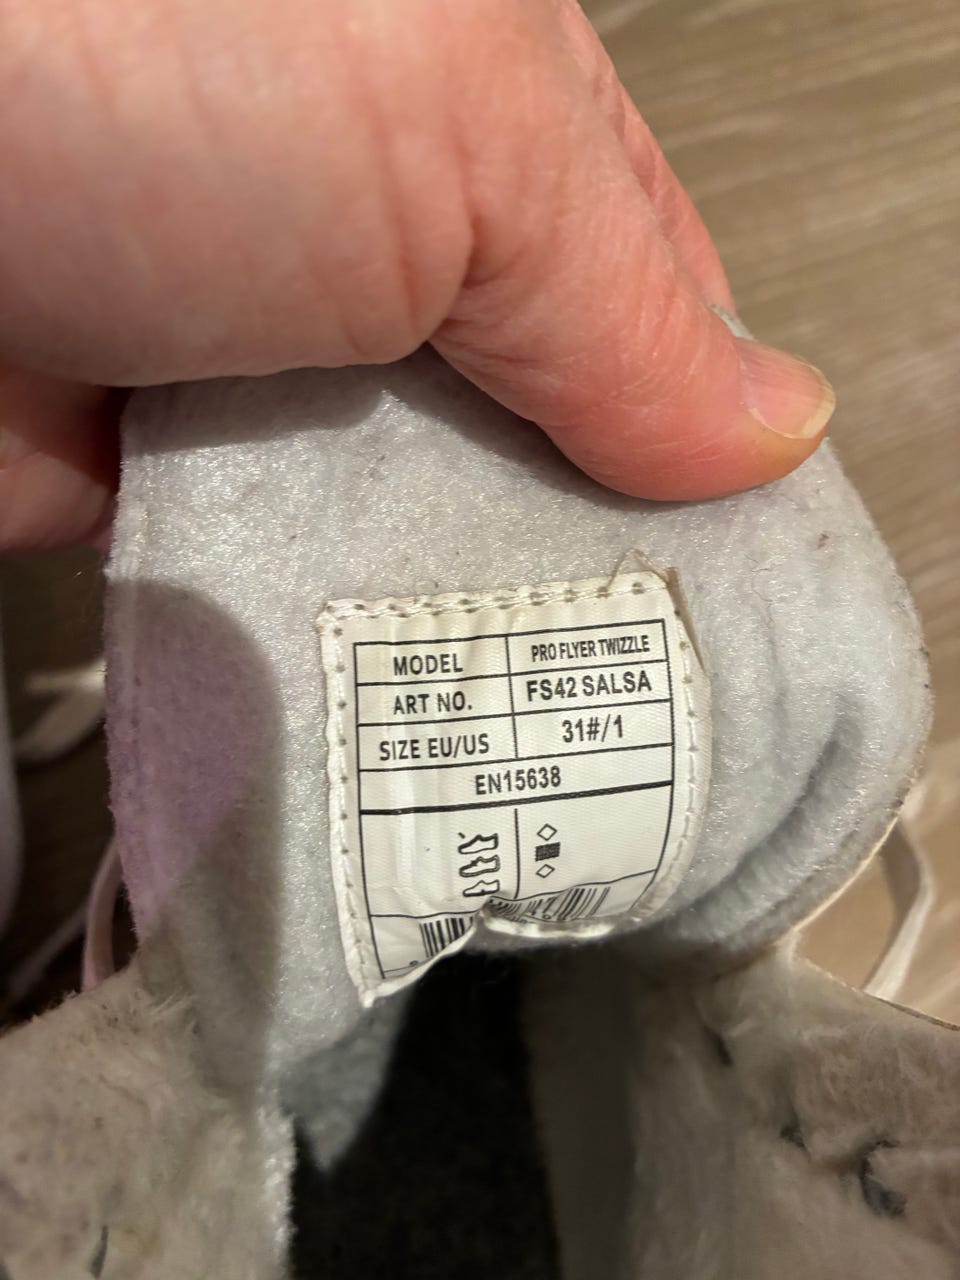 MODEL PRO FLYER TWIZZLE
ART NO. FS42 SALSA
SIZE EU/US 31#/1
EN15638